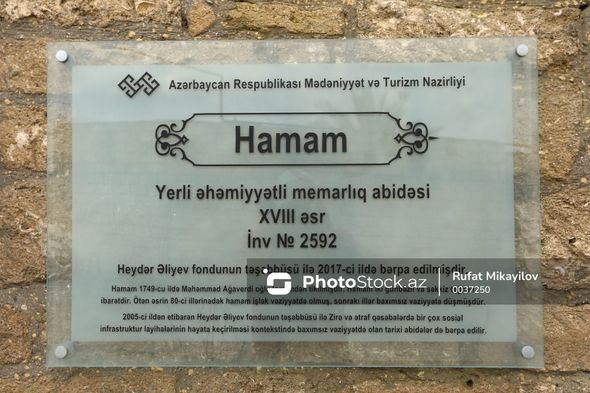 Azərbaycan Respublikası Mədəniyyət və Turizm Nazirliyi
Hamam
Yerli əhəmiyyətli memarlıq abidəsi
XVIII əsr
İnv № 2592
Heydər Əliyev fondunun təşəbbüsü ilə 2017-ci ildə bərpa edilmişdir
Rufat Mikayilov
PhotoStock.az 0037250
Hamam 1749-cu ildə Məhəmməd Ağaverdi
ibarətdir. Ötən əsrin 80-ci illərinədək hamam işlək vəziyyətdə olmuş, sonrakı illər baxımsız vəziyyətə düşmüşdür.
2005-ci ildən etibarən Heydər Əliyev fondunun təşəbbüsü ilə Zirə və ətraf qəsəbələrdə bir çox sosial
infrastruktur layihələrinin həyata keçirilməsi kontekstində baxımsız vəziyyətdə olan tarixi abidələr də bərpa edilir.